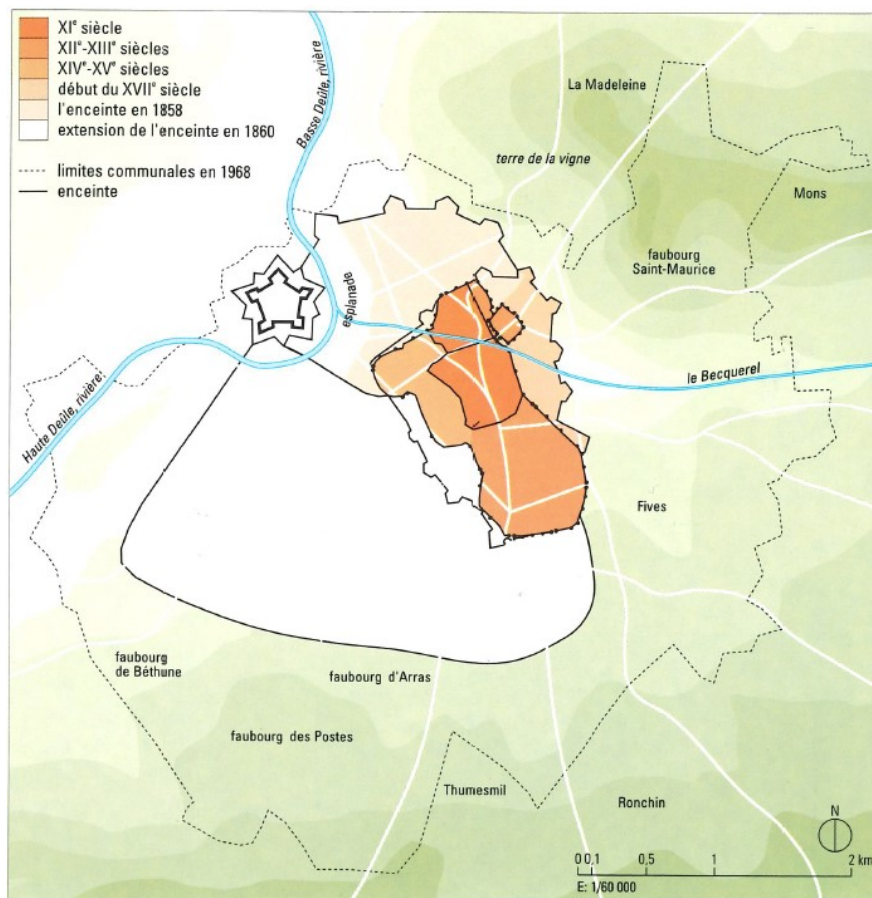 XIe siècle
XIIe-XIIIe siècles
XIVe-XVe siècles
début du XVIIe siècle
l'enceinte en 1858
extension de l'enceinte en 1860
limites communales en 1968
enceinte
Basse Deûle, rivière
La Madeleine
terre de la vigne
Mons
faubourg
Saint-Maurice
esplanade
le Becquerel
Haute Deûle, rivière
Fives
faubourg
de Béthune
faubourg d'Arras
faubourg des Postes
Thumesmil
Ronchin
N
0 0,1 0,5 1 2 km
E: 1/60 000